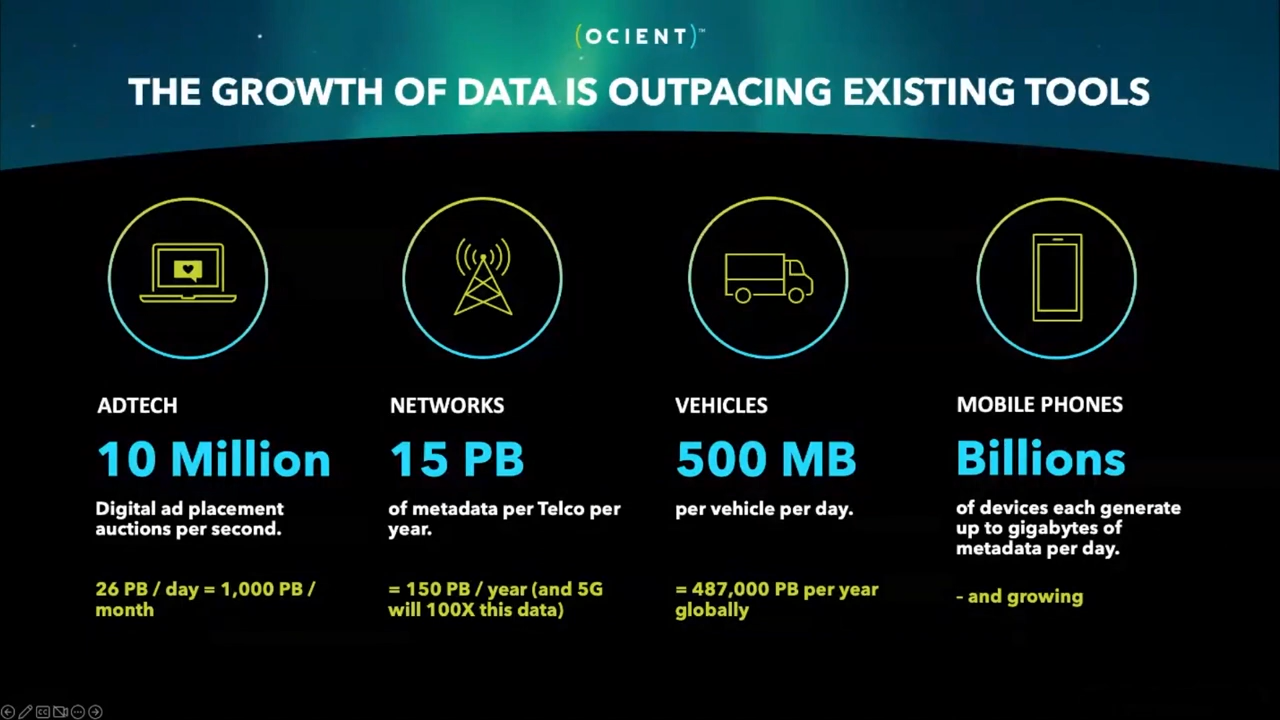 (OCIENT)™
THE GROWTH OF DATA IS OUTPACING EXISTING TOOLS
ADTECH
10 Million
Digital ad placement
auctions per second.
26 PB / day = 1,000 PB /
month
NETWORKS
15 PB
of metadata per Telco per
year.
= 150 PB / year (and 5G
will 100X this data)
VEHICLES
500 MB
per vehicle per day.
= 487,000 PB per year
globally
MOBILE PHONES
Billions
of devices each generate
up to gigabytes of
metadata per day.
- and growing
CC